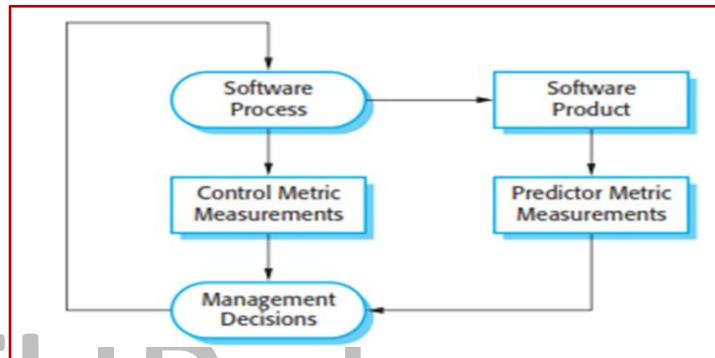 Software
Process
Software
Product
Control Metric
Measurements
Predictor Metric
Measurements
Management
Decisions